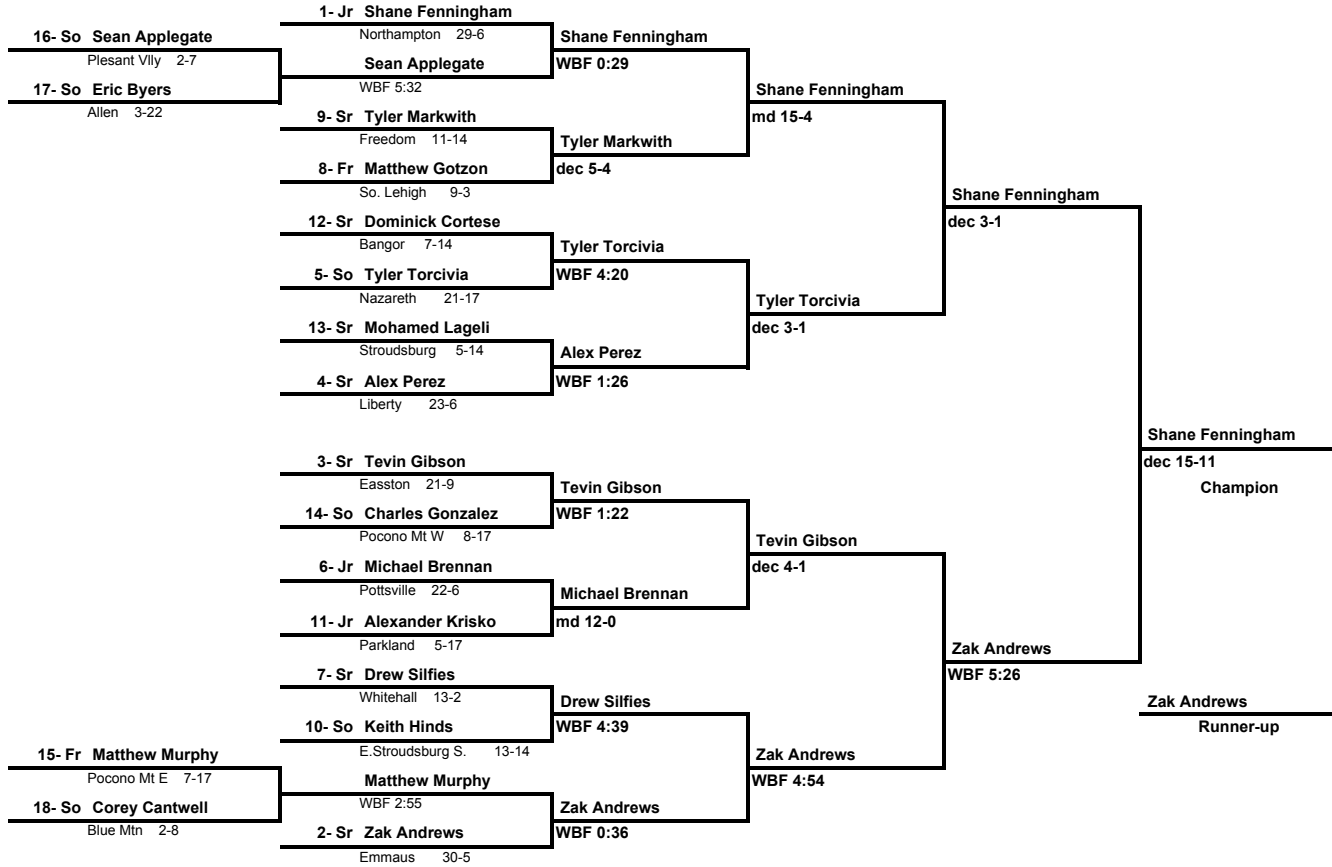 1- Jr Shane Fenningham
Northampton 29-6
16- So Sean Applegate
Plesant Vlly 2-7
Shane Fenningham
WBF 0:29
Sean Applegate
WBF 5:32
17- So Eric Byers
Allen 3-22
Shane Fenningham
md 15-4
9- Sr Tyler Markwith
Freedom 11-14
Tyler Markwith
dec 5-4
8- Fr Matthew Gotzon
So. Lehigh 9-3
Shane Fenningham
dec 3-1
12- Sr Dominick Cortese
Bangor 7-14
Tyler Torcivia
WBF 4:20
5- So Tyler Torcivia
Nazareth 21-17
Tyler Torcivia
dec 3-1
13- Sr Mohamed Lageli
Stroudsburg 5-14
Alex Perez
WBF 1:26
4- Sr Alex Perez
Liberty 23-6
Shane Fenningham
dec 15-11
Champion
3- Sr Tevin Gibson
Easston 21-9
Tevin Gibson
WBF 1:22
14- So Charles Gonzalez
Pocono Mt W 8-17
Tevin Gibson
dec 4-1
6- Jr Michael Brennan
Pottsville 22-6
Michael Brennan
md 12-0
11- Jr Alexander Krisko
Parkland 5-17
Zak Andrews
WBF 5:26
7- Sr Drew Silfies
Whitehall 13-2
Drew Silfies
WBF 4:39
Zak Andrews
Runner-up
10- So Keith Hinds
E.Stroudsburg S. 13-14
15- Fr Matthew Murphy
Pocono Mt E 7-17
Zak Andrews
WBF 4:54
Matthew Murphy
WBF 2:55
18- So Corey Cantwell
Blue Mtn 2-8
Zak Andrews
WBF 0:36
2- Sr Zak Andrews
Emmaus 30-5